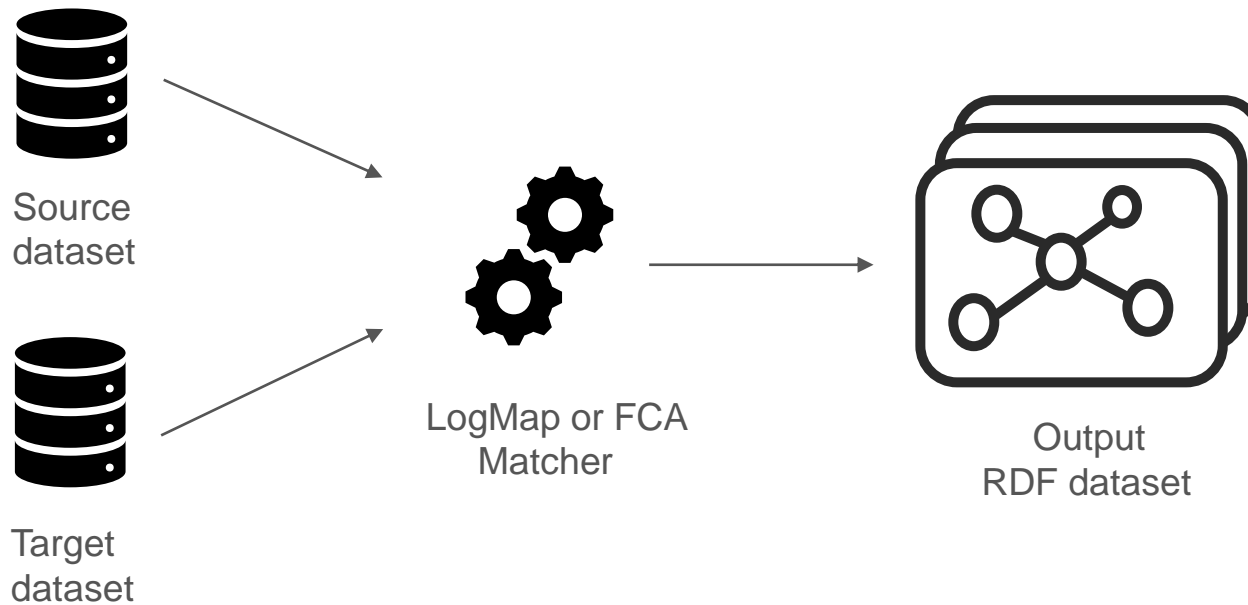 Source
dataset
LogMap or FCA
Matcher
Output
RDF dataset
Target
dataset